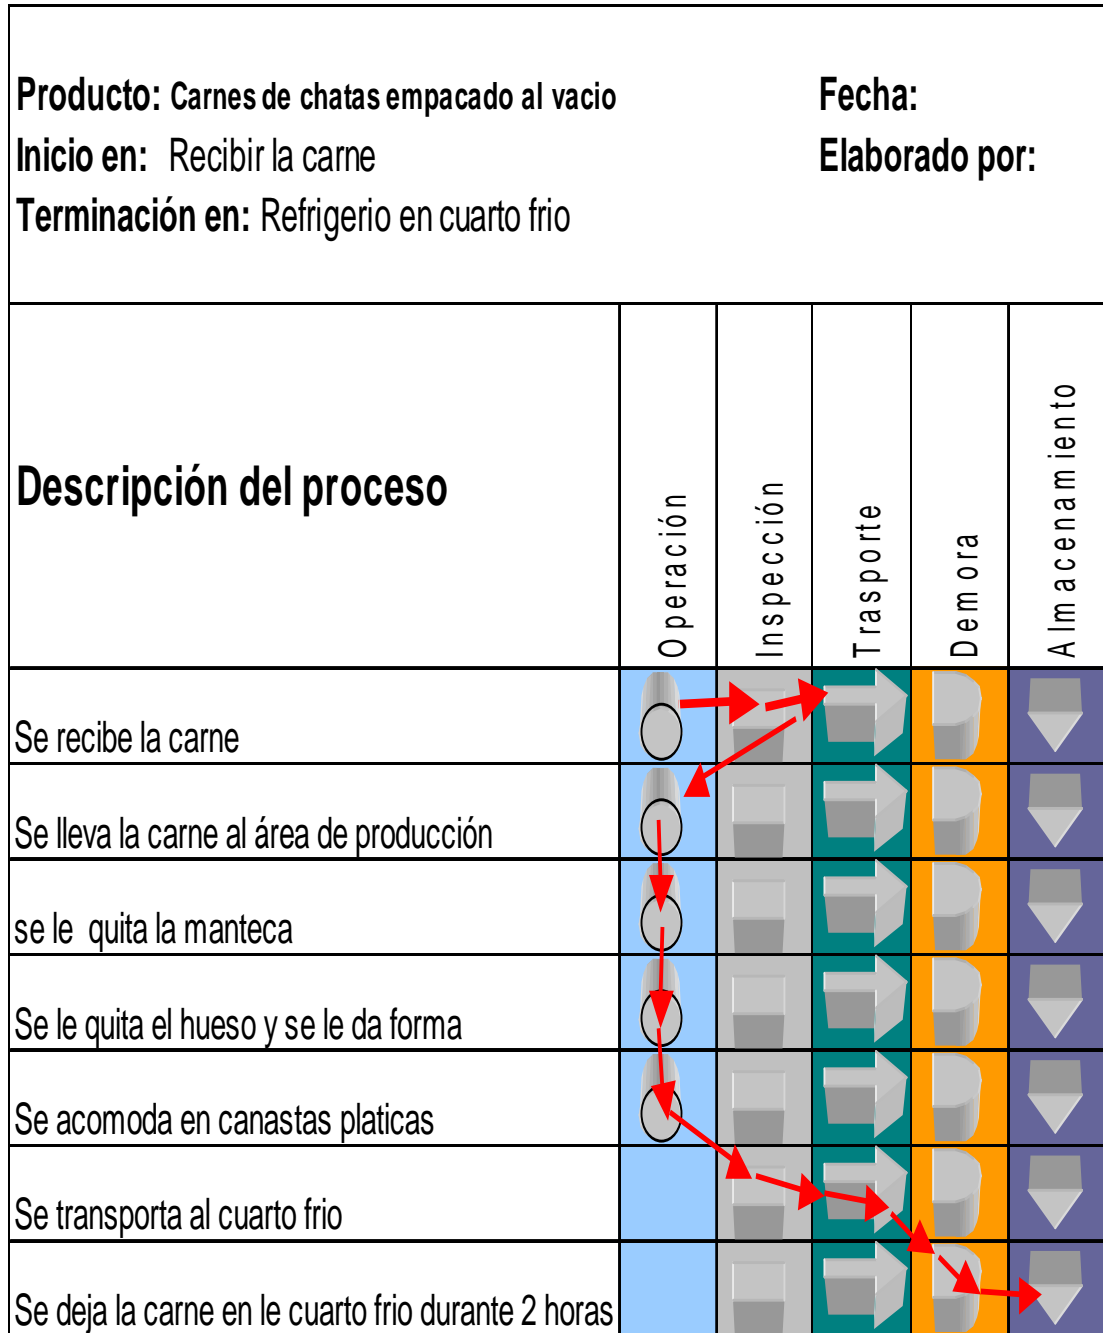 Producto: Carnes de chatas empacado al vacio
Fecha:
Inicio en: Recibir la carne
Elaborado por:
Terminación en: Refrigerio en cuarto frio
Descripción del proceso
Operación
Inspección
Trasporte
Demora
Almacenamiento
Se recibe la carne
Se lleva la carne al área de producción
se le quita la manteca
Se le quita el hueso y se le da forma
Se acomoda en canastas platicas
Se transporta al cuarto frio
Se deja la carne en le cuarto frio durante 2 horas